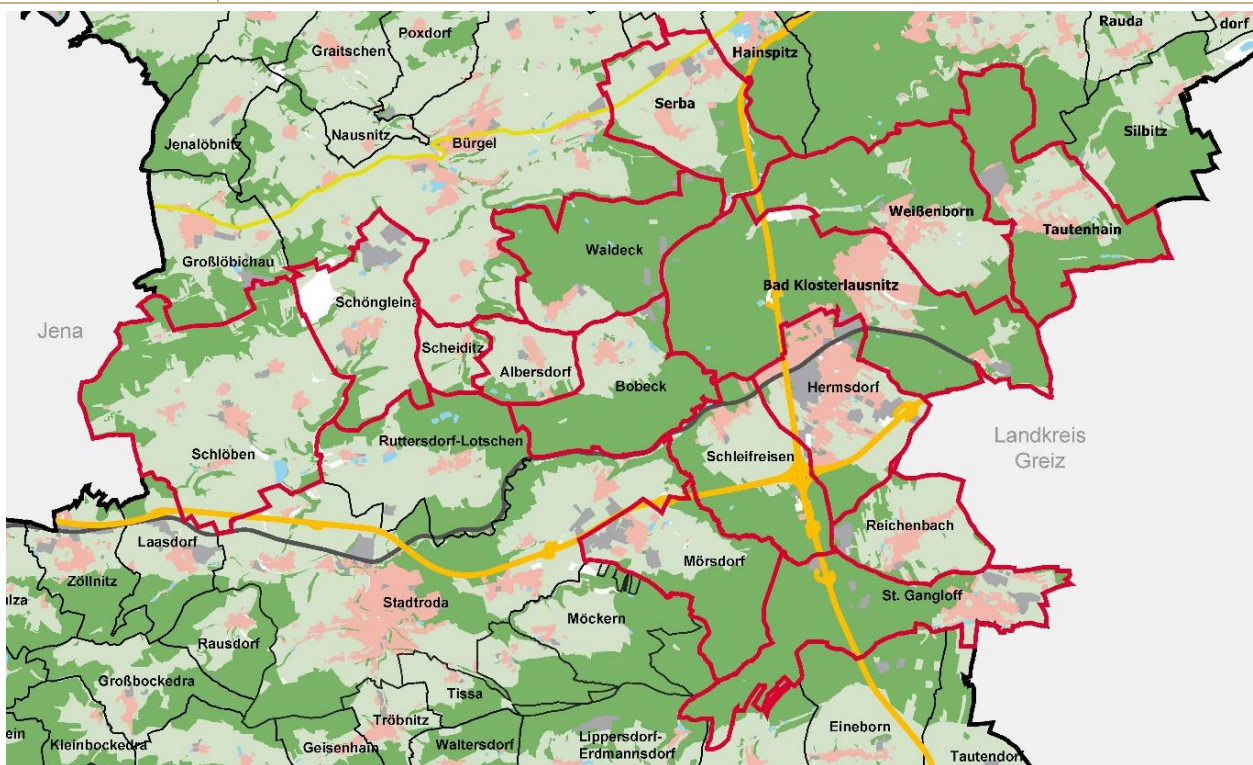 Rauda
dorf
Poxdorf
Graitschen
Hainspitz
Serba
Nausnitz
Jenalöbnitz
Bürgel
Silbitz
Weißenborn
Tautenhain
Waldeck
Großlöbichau
Bad Klosterlausnitz
Schöngleina
Jena
Scheiditz
Albersdorf
Bobeck
Hermsdorf
Landkreis
Greiz
Ruttersdorf-Lotschen
Schlöben
Schleifreisen
Reichenbach
Laasdorf
Mörsdorf
Zöllnitz
St. Gangloff
ulza
Stadtroda
Möckern
Rausdorf
Großbockedra
Tissa
Tröbnitz
Eineborn
ein
Kleinbockedra
Geisenhain
Waltersdorf
Lippersdorf-
Erdmannsdorf
Tautendorf